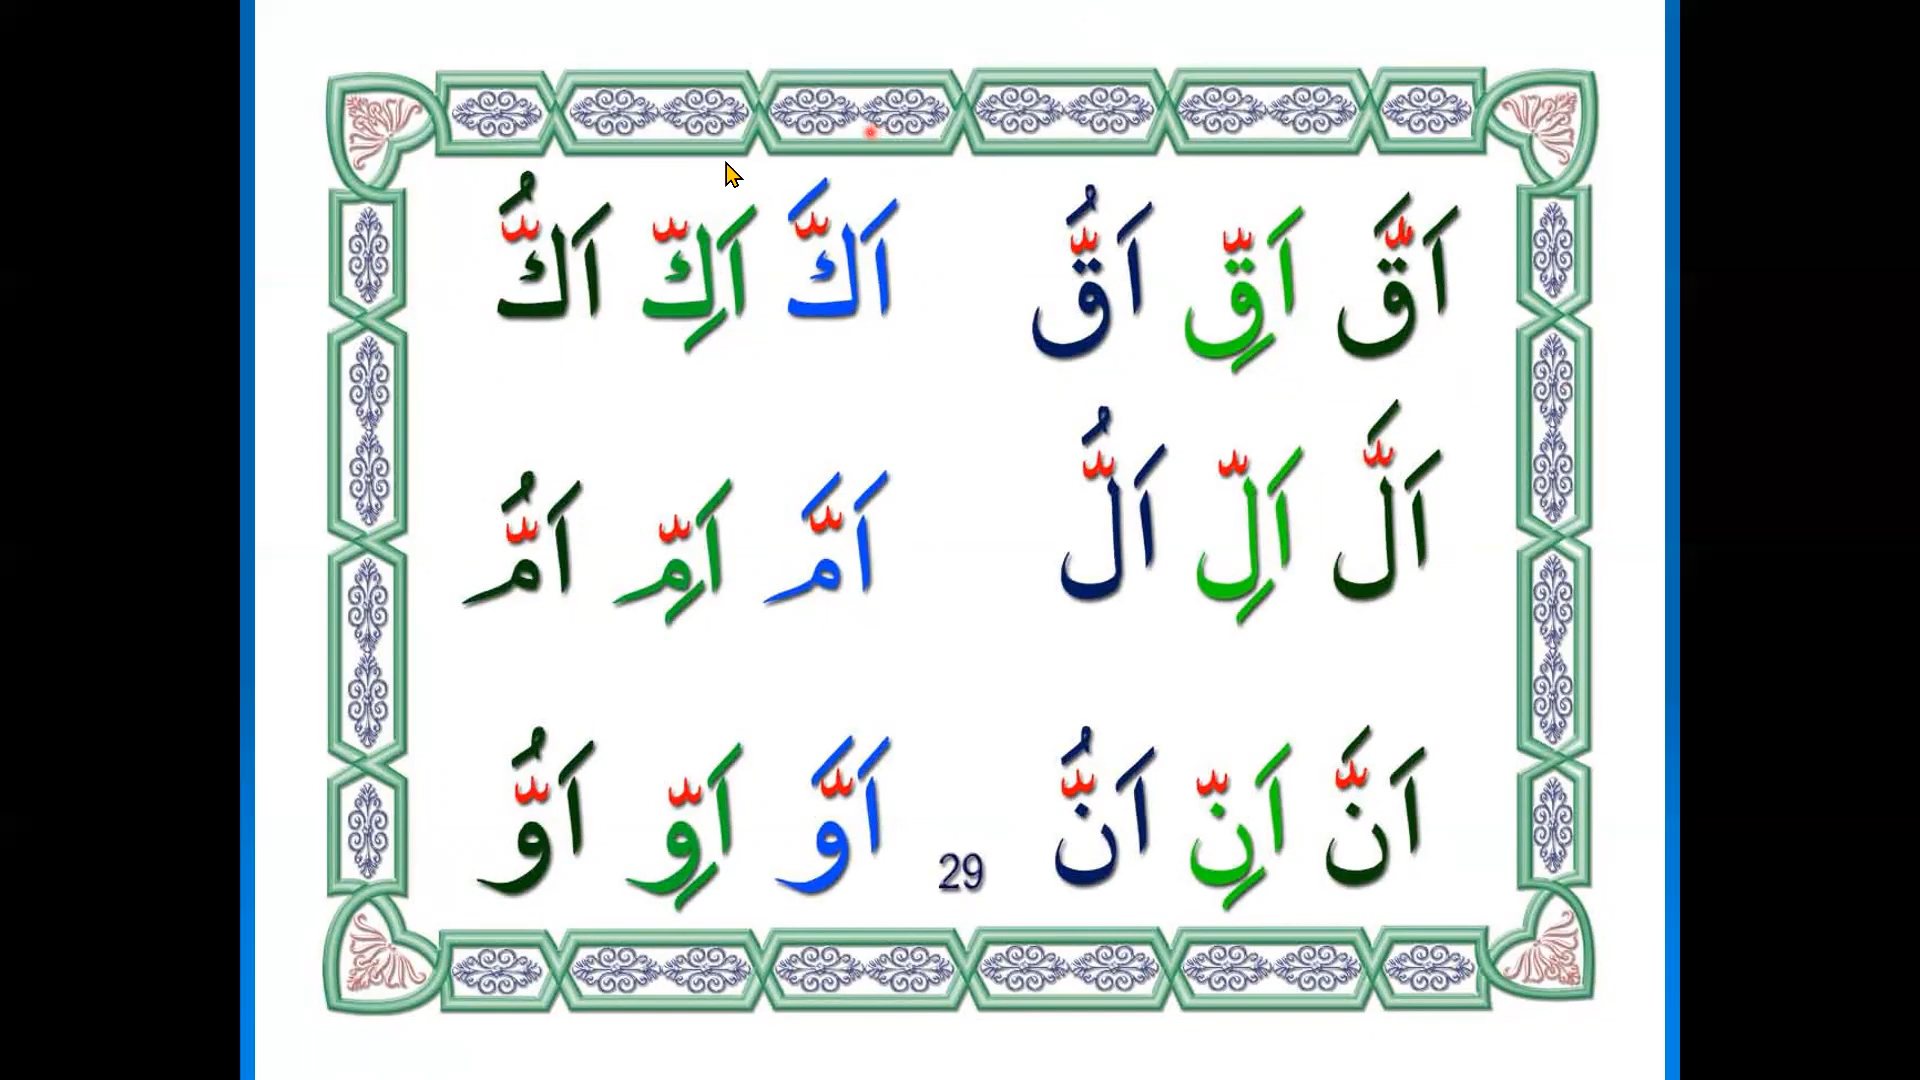 اَقَّ اَقِّ اَقُّ اَكَّ اَكِّ اَكُّ
اَلَّ اَلِّ اَلُّ اَمَّ اَمِّ اَمُّ
اَنَّ اَنِّ اَنُّ اَوَّ اَوِّ اَوُّ
29